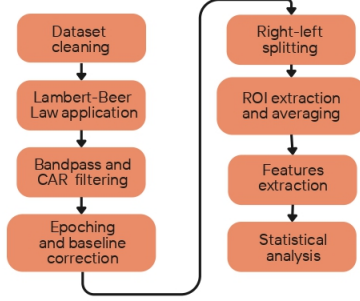 Dataset
cleaning
Lambert-Beer
Law application
Bandpass and
CAR filtering
Epoching
and baseline
correction
Right-left
splitting
ROI extraction
and averaging
Features
extraction
Statistical
analysis